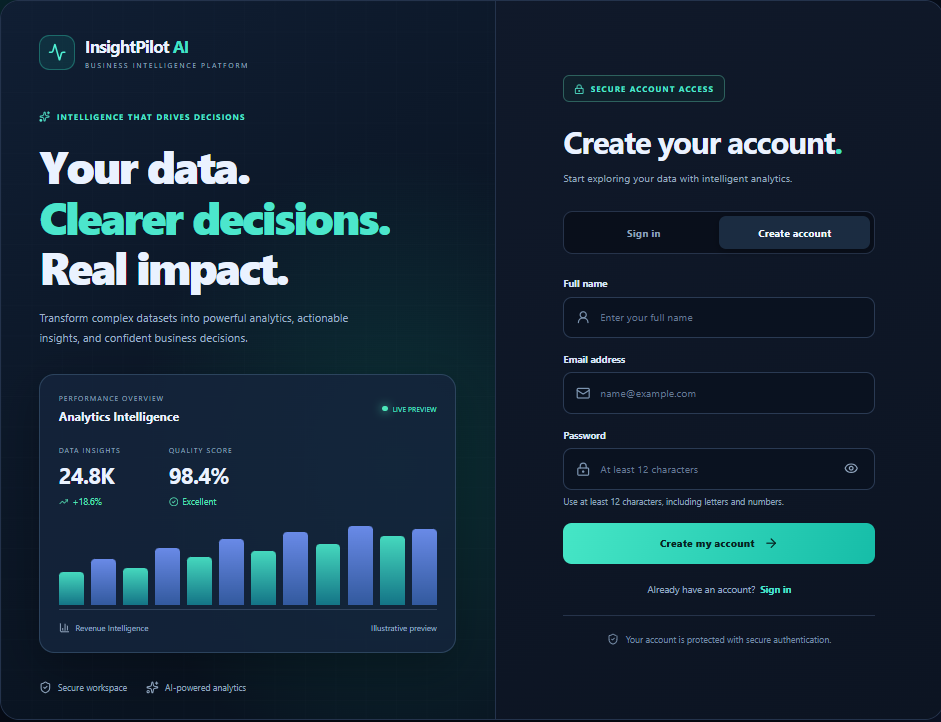 InsightPilot AI
BUSINESS INTELLIGENCE PLATFORM
INTELLIGENCE THAT DRIVES DECISIONS
Your data.
Clearer decisions.
Real impact.
Transform complex datasets into powerful analytics, actionable
insights, and confident business decisions.
PERFORMANCE OVERVIEW
Analytics Intelligence
LIVE PREVIEW
DATA INSIGHTS
24.8K
+18.6%
QUALITY SCORE
98.4%
Excellent
Revenue Intelligence
Illustrative preview
Secure workspace
AI-powered analytics
SECURE ACCOUNT ACCESS
Create your account.
Start exploring your data with intelligent analytics.
Sign in
Create account
Full name
Enter your full name
Email address
name@example.com
Password
At least 12 characters
Use at least 12 characters, including letters and numbers.
Create my account
Already have an account? Sign in
Your account is protected with secure authentication.